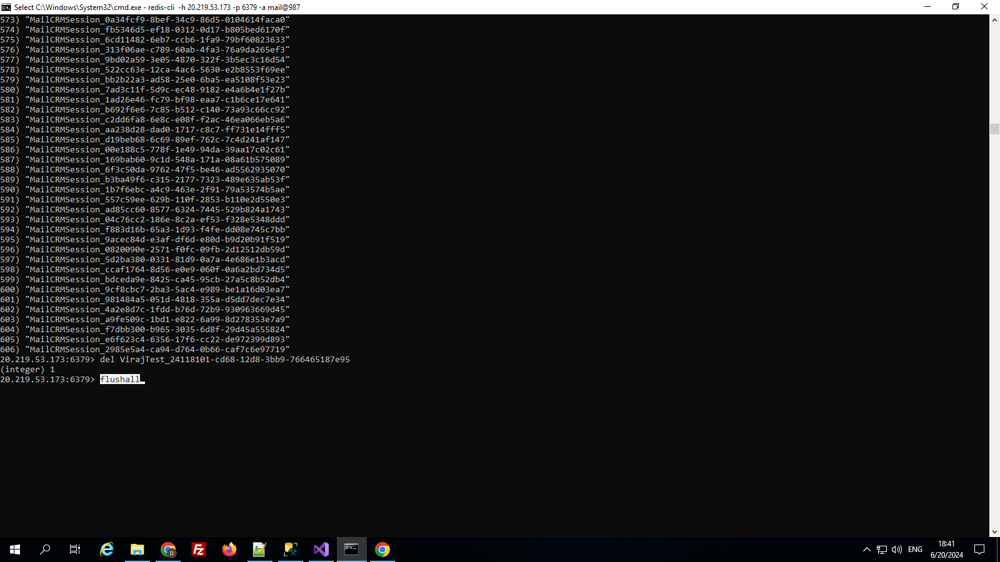 Select C:\Windows\System32\cmd.exe - redis-cli  -h 20.219.53.173 -p 6379 -a mail@987
573) "MailCRMSession_0a34fcf9-8bef-34c9-86d5-0104614faca0"
574) "MailCRMSession_fb5346d5-ef18-0312-0d17-b805bed6170f"
575) "MailCRMSession_6cd11482-6eb7-ccb6-1fa9-79bf60823633"
576) "MailCRMSession_313f06ae-c789-60ab-4fa3-76a9da265ef3"
577) "MailCRMSession_9bd02a59-3e05-4870-322f-3b5ec3c16d54"
578) "MailCRMSession_522cc63e-12ca-4ac6-5630-e2b8553f69ee"
579) "MailCRMSession_bb2b22a3-ad58-25e0-6ba5-ea5108f53e23"
580) "MailCRMSession_7ad3c11f-5d9c-ec48-9182-e4a6b4e1f27b"
581) "MailCRMSession_1ad26e46-fc79-bf98-eaa7-c1b6ce17e641"
582) "MailCRMSession_b692f6e6-7c85-b512-c140-73a93c66cc92"
583) "MailCRMSession_c2dd6fa8-6e8c-e08f-f2ac-46ea066eb5a6"
584) "MailCRMSession_aa238d28-dad0-1717-c8c7-ff731e14fff5"
585) "MailCRMSession_d19beb68-6c69-89ef-762c-7c4d241af147"
586) "MailCRMSession_00e188c5-778f-1e49-94da-39aa17c02c61"
587) "MailCRMSession_169bab60-9c1d-548a-171a-08a61b575089"
588) "MailCRMSession_6f3c50da-9762-47f5-be46-ad5562935070"
589) "MailCRMSession_b3ba49f6-c315-2177-7323-489e635ab53f"
590) "MailCRMSession_1b7f6ebc-a4c9-463e-2f91-79a53574b5ae"
591) "MailCRMSession_557c59ee-629b-110f-2853-b110e2d550e3"
592) "MailCRMSession_ad85cc60-8577-6324-7445-529b824a1743"
593) "MailCRMSession_04c76cc2-186e-8c2a-ef53-f328e5348ddd"
594) "MailCRMSession_f883d16b-65a3-1d93-f4fe-dd08e745c7bb"
595) "MailCRMSession_9acec84d-e3af-df6d-e80d-b9d20b91f519"
596) "MailCRMSession_0820090e-2571-f0fc-09fb-2d12512db59d"
597) "MailCRMSession_5d2ba380-0331-81d9-0a7a-4e686e1b3acd"
598) "MailCRMSession_ccaf1764-8d56-e0e9-060f-0a6a2bd734d5"
599) "MailCRMSession_bdceda9e-8425-ca45-95cb-27a5c8b52db4"
600) "MailCRMSession_9cf8cbc7-2ba3-5ac4-e989-be1a16d03ea7"
601) "MailCRMSession_981484a5-051d-4818-355a-d5dd7dec7e34"
602) "MailCRMSession_4a2e8d7c-1fdd-b76d-72b9-930963669d45"
603) "MailCRMSession_a9fe509c-1bd1-e822-6a99-8d278353e7a9"
604) "MailCRMSession_f7dbb300-b965-3035-6d8f-29d45a555824"
605) "MailCRMSession_e6f623c4-6356-17f6-cc22-de972399d893"
606) "MailCRMSession_2985e5a4-ca94-d764-0b66-caf7c6e97719"
20.219.53.173:6379> del VirajTest_24118101-cd68-12d8-3bb9-766465187e95
(integer) 1
20.219.53.173:6379> flushall
ENG
18:41
6/20/2024